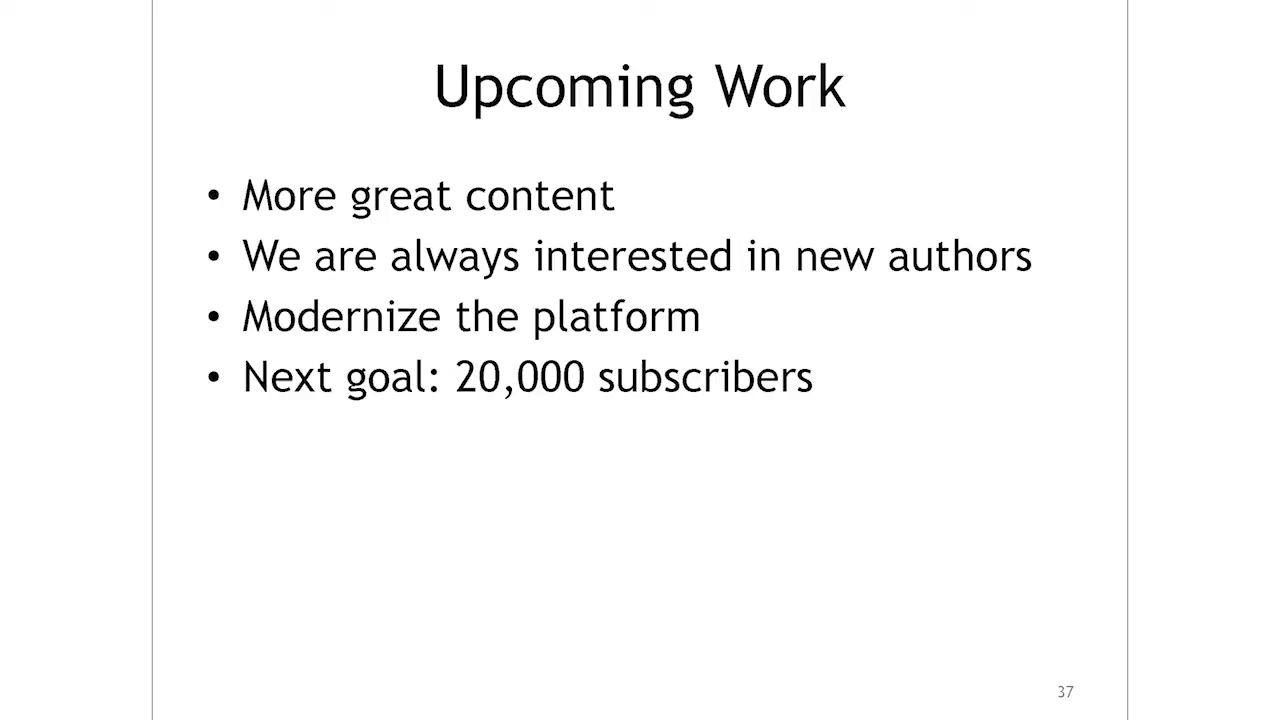 Upcoming Work
• More great content
• We are always interested in new authors
• Modernize the platform
• Next goal: 20,000 subscribers
37